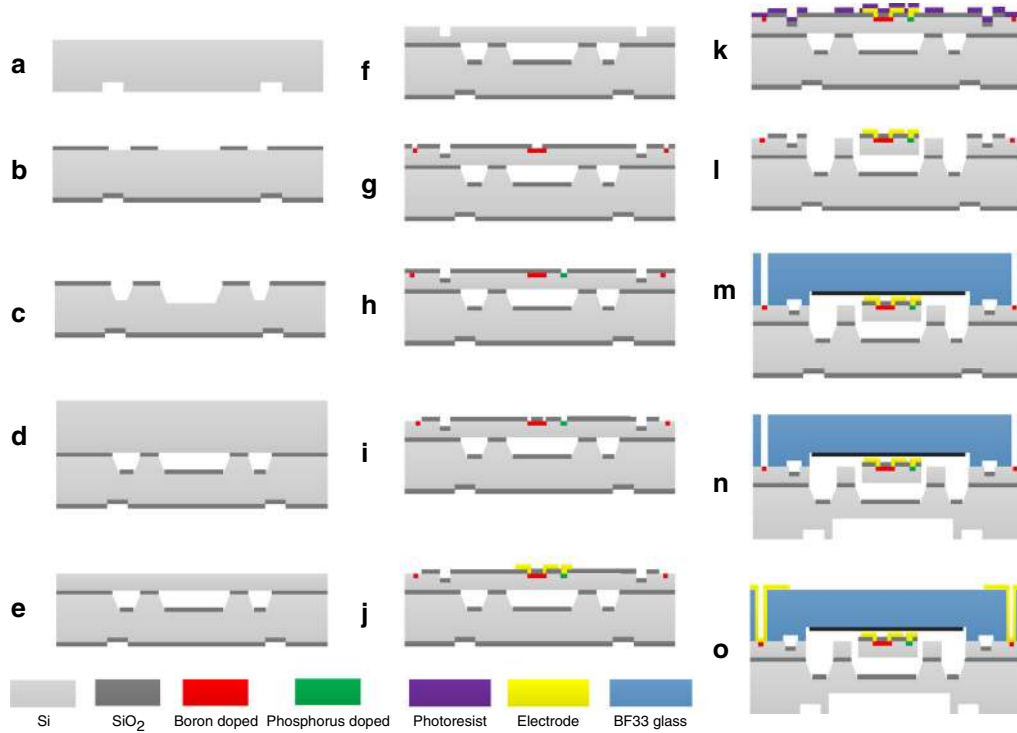 a
b
c
d
e
f
g
h
i
j
k
l
m
n
o
Si
SiO2
Boron doped
Phosphorus doped
Photoresist
Electrode
BF33 glass